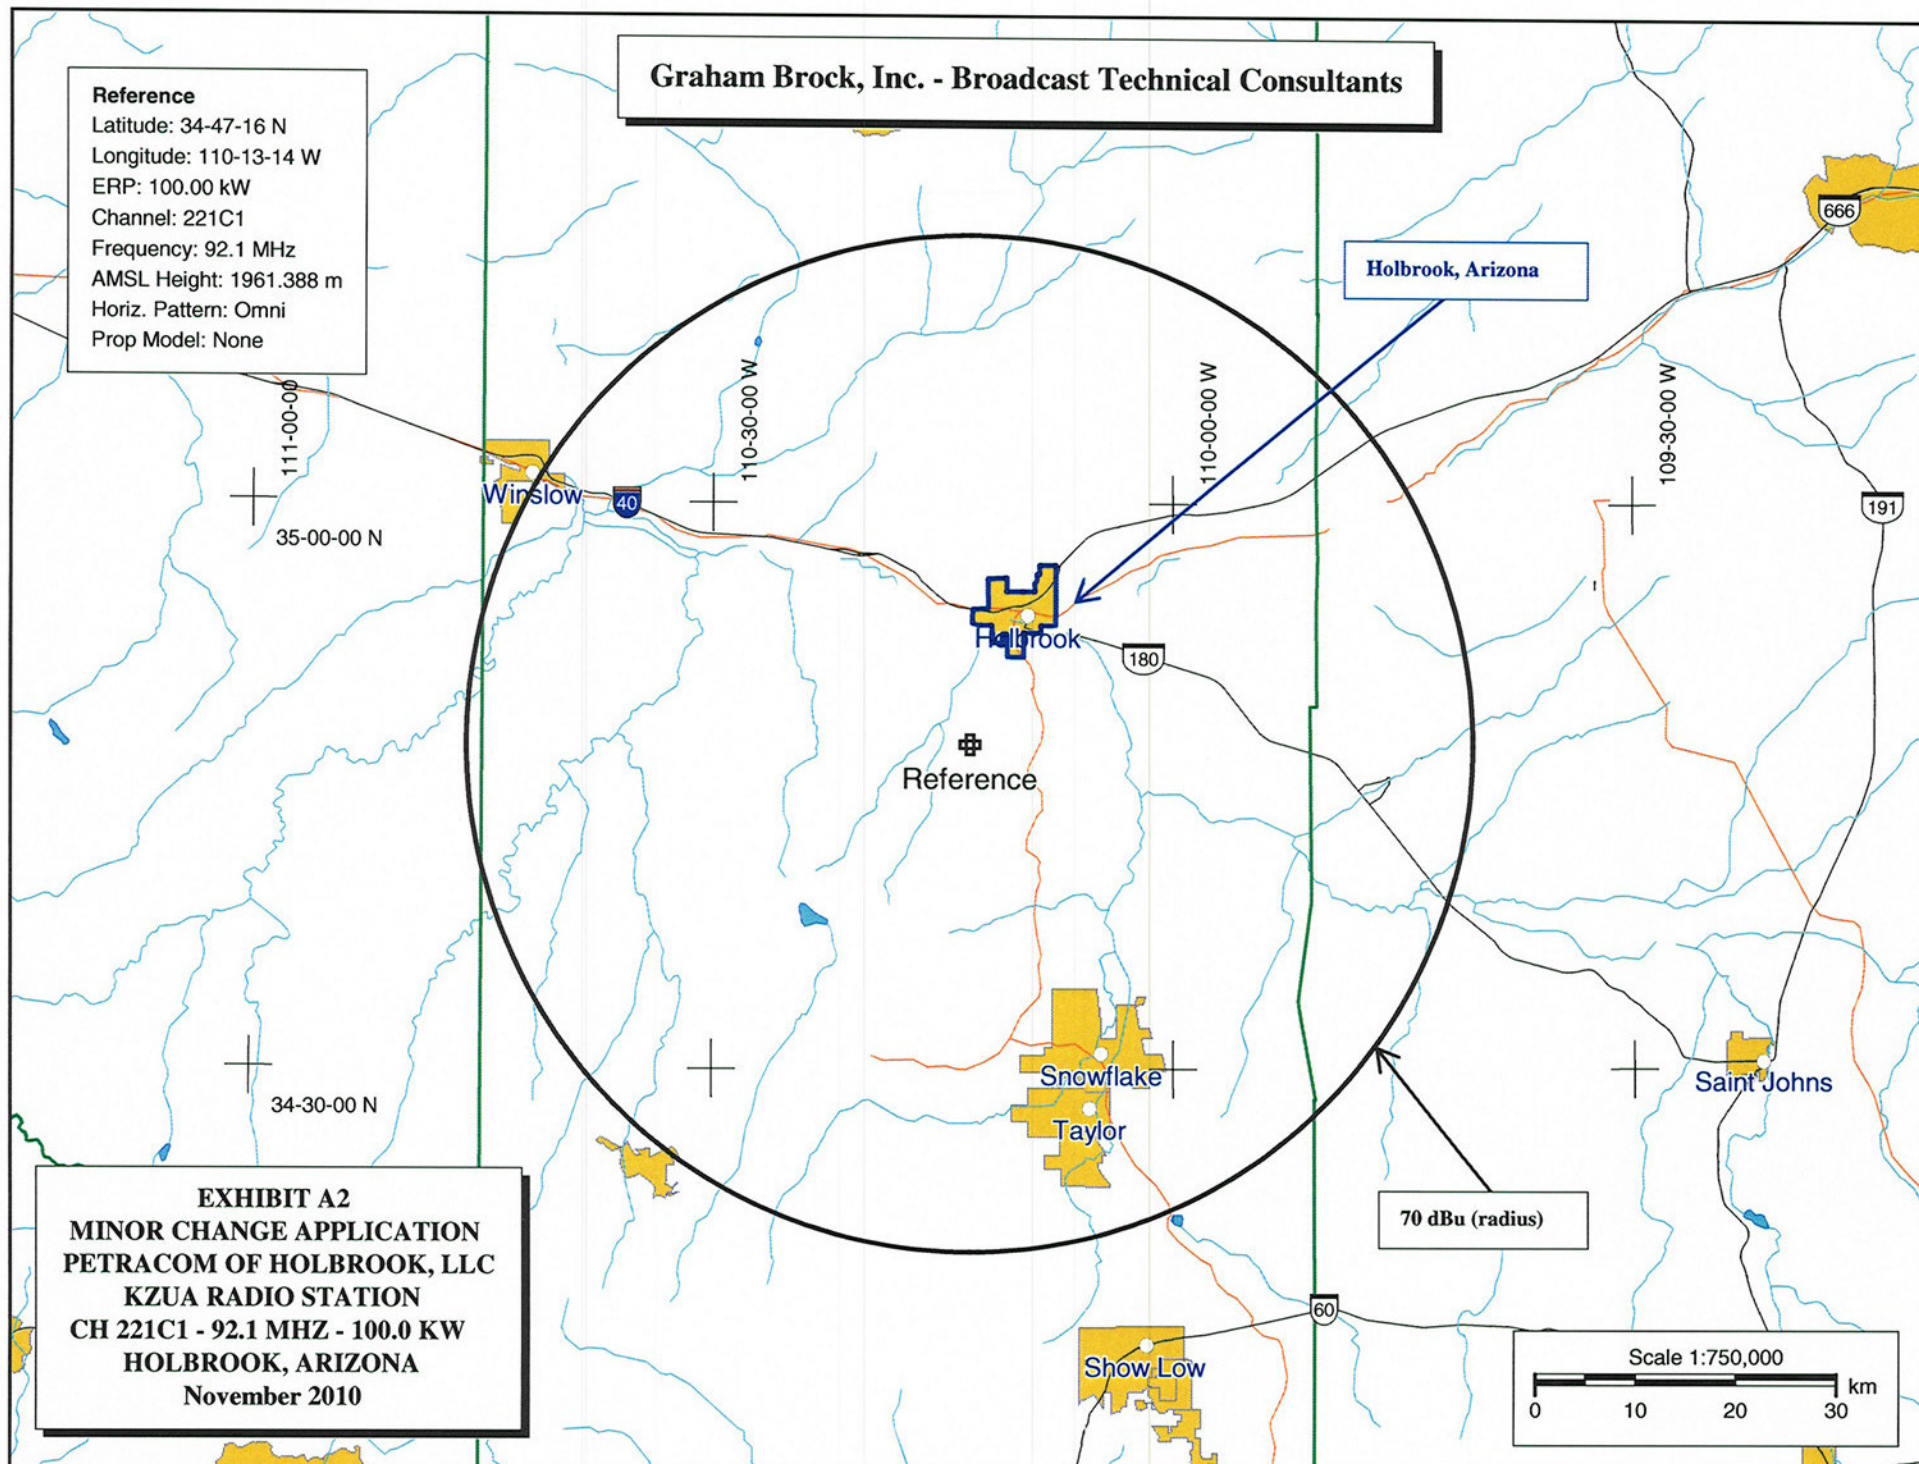 Graham Brock, Inc. - Broadcast Technical Consultants
Reference
Latitude: 34-47-16 N
Longitude: 110-13-14 W
ERP: 100.00 kW
Channel: 221C1
Frequency: 92.1 MHz
AMSL Height: 1961.388 m
Horiz. Pattern: Omni
Prop Model: None
666
Holbrook, Arizona
111-00-00
110-30-00 W
110-00-00 W
109-30-00 W
Winslow
40
191
35-00-00 N
Holbrook
180
Reference
Snowflake
Saint Johns
34-30-00 N
Taylor
70 dBu (radius)
EXHIBIT A2
MINOR CHANGE APPLICATION
PETRACOM OF HOLBROOK, LLC
KZUA RADIO STATION
CH 221C1 - 92.1 MHZ - 100.0 KW
HOLBROOK, ARIZONA
November 2010
60
Show Low
Scale 1:750,000
km
0 10 20 30